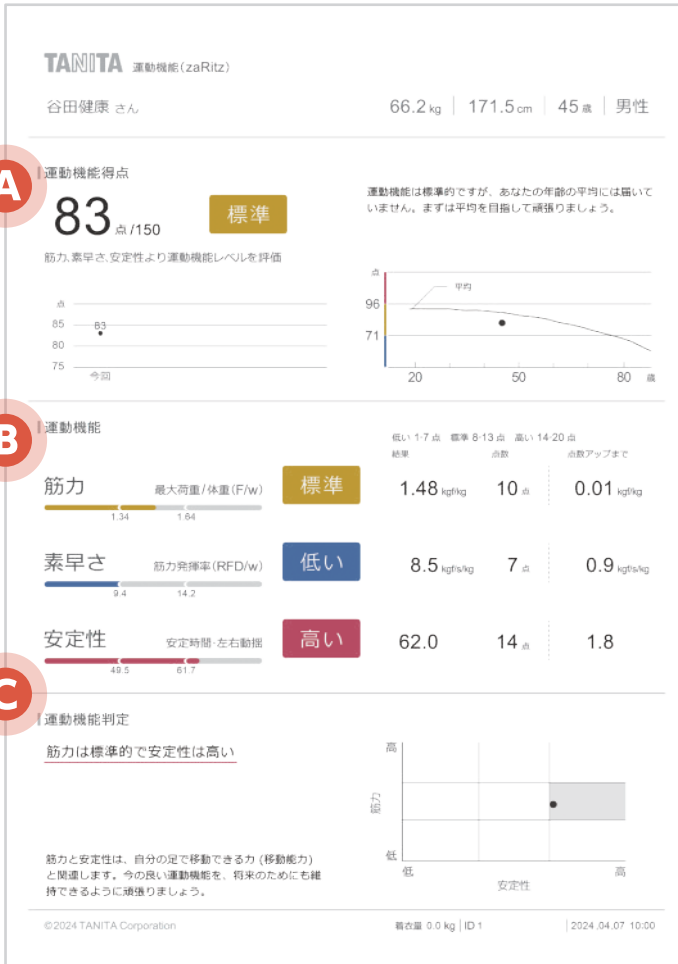 TANITA 運動機能(zaRitz)
谷田健康 さん 66.2 kg 171.5 cm 45 歳 男性
A
運動機能得点
83 点 /150 標準
筋力、素早さ、安定性より運動機能レベルを評価
運動機能は標準的ですが、あなたの年齢の平均には届いて
いません。まずは平均を目指して頑張りましょう。
点
85
80
75
83
今回
点
96
71
平均
20 50 80 歳
B
運動機能
低い 1-7 点 標準 8-13 点 高い 14-20 点
結果 点数 点数アップまで
筋力 最大荷重/体重(F/w) 標準 1.48 kgf/kg 10 点 0.01 kgf/kg
1.34 1.64
素早さ 筋力発揮率(RFD/w) 低い 8.5 kgf/s/kg 7 点 0.9 kgf/s/kg
9.4 14.2
安定性 安定時間・左右動揺 高い 62.0 14 点 1.8
49.5 61.7
C
運動機能判定
筋力は標準的で安定性は高い
筋力と安定性は、自分の足で移動できる力 (移動能力)
と関連します。今の良い運動機能を、将来のためにも維
持できるように頑張りましょう。
高
筋力
低
低 高
安定性
©2024 TANITA Corporation 着衣量 0.0 kg ID 1 2024 .04.07 10:00